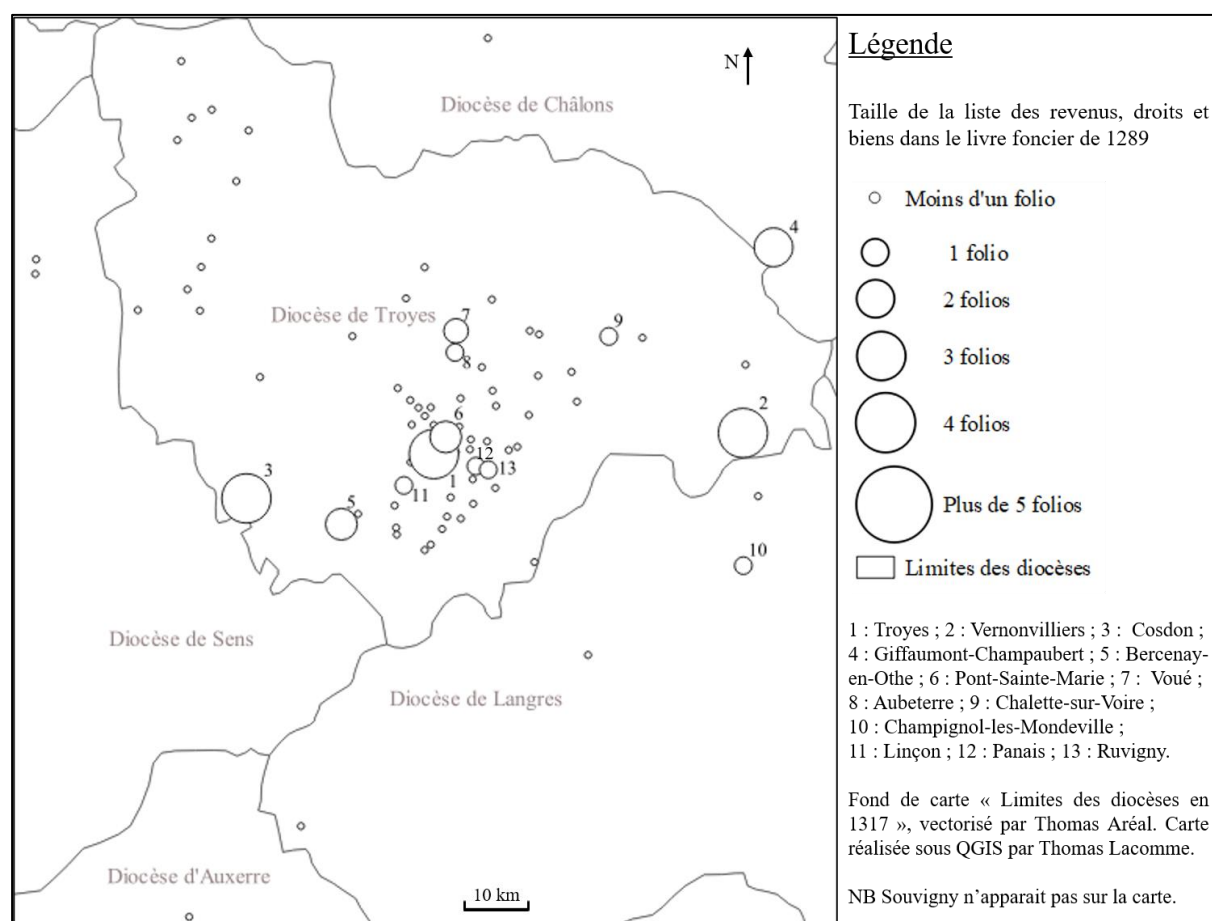 N
Diocèse de Châlons
4
Diocèse de Troyes
7
9
8
6
2
12
13
3
1
11
5
10
Diocèse de Sens
Diocèse de Langres
Diocèse d'Auxerre
10 km
Légende
Taille de la liste des revenus, droits et
biens dans le livre foncier de 1289
Moins d'un folio
1 folio
2 folios
3 folios
4 folios
Plus de 5 folios
Limites des diocèses
1 : Troyes ; 2 : Vernonvilliers ; 3 : Cosdon ;
4 : Giffaumont-Champaubert ; 5 : Bercenay-
en-Othe ; 6 : Pont-Sainte-Marie ; 7 : Voué ;
8 : Aubeterre ; 9 : Chalette-sur-Voire ;
10 : Champignol-les-Mondeville ;
11 : Linçon ; 12 : Panais ; 13 : Ruvigny.
Fond de carte « Limites des diocèses en
1317 », vectorisé par Thomas Aréal. Carte
réalisée sous QGIS par Thomas Lacomme.
NB Souvigny n’apparait pas sur la carte.